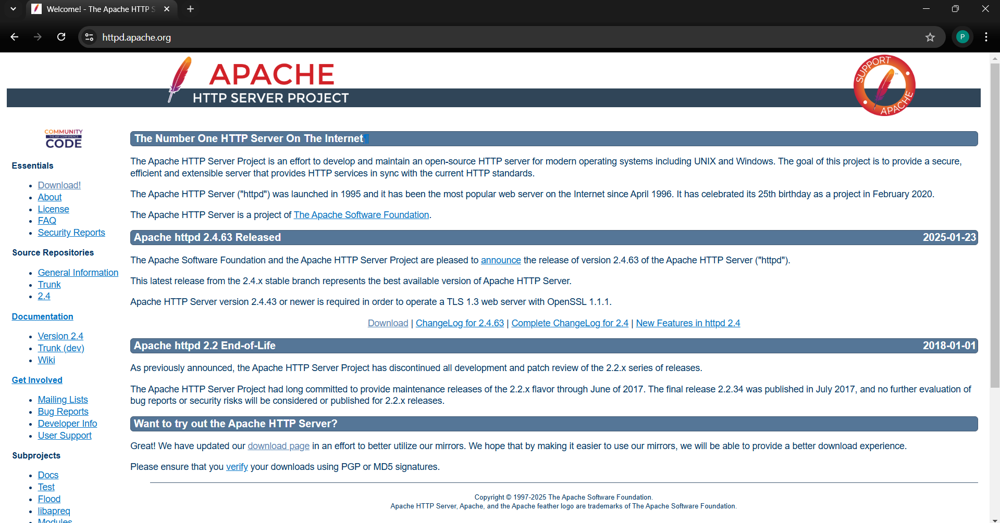 Welcome! - The Apache HTTP S
httpd.apache.org
P
APACHE
HTTP SERVER PROJECT
SUPPORT
APACHE
COMMUNITY
THE ASF CONFERENCE
CODE
Essentials
Download!
About
License
FAQ
Security Reports
Source Repositories
General Information
Trunk
2.4
Documentation
Version 2.4
Trunk (dev)
Wiki
Get Involved
Mailing Lists
Bug Reports
Developer Info
User Support
Subprojects
Docs
Test
Flood
libapreq
Modules
The Number One HTTP Server On The Internet¶
The Apache HTTP Server Project is an effort to develop and maintain an open-source HTTP server for modern operating systems including UNIX and Windows. The goal of this project is to provide a secure,
efficient and extensible server that provides HTTP services in sync with the current HTTP standards.
The Apache HTTP Server ("httpd") was launched in 1995 and it has been the most popular web server on the Internet since April 1996. It has celebrated its 25th birthday as a project in February 2020.
The Apache HTTP Server is a project of The Apache Software Foundation.
Apache httpd 2.4.63 Released 2025-01-23
The Apache Software Foundation and the Apache HTTP Server Project are pleased to announce the release of version 2.4.63 of the Apache HTTP Server ("httpd").
This latest release from the 2.4.x stable branch represents the best available version of Apache HTTP Server.
Apache HTTP Server version 2.4.43 or newer is required in order to operate a TLS 1.3 web server with OpenSSL 1.1.1.
Download | ChangeLog for 2.4.63 | Complete ChangeLog for 2.4 | New Features in httpd 2.4
Apache httpd 2.2 End-of-Life 2018-01-01
As previously announced, the Apache HTTP Server Project has discontinued all development and patch review of the 2.2.x series of releases.
The Apache HTTP Server Project had long committed to provide maintenance releases of the 2.2.x flavor through June of 2017. The final release 2.2.34 was published in July 2017, and no further evaluation of
bug reports or security risks will be considered or published for 2.2.x releases.
Want to try out the Apache HTTP Server?
Great! We have updated our download page in an effort to better utilize our mirrors. We hope that by making it easier to use our mirrors, we will be able to provide a better download experience.
Please ensure that you verify your downloads using PGP or MD5 signatures.
Copyright © 1997-2025 The Apache Software Foundation.
Apache HTTP Server, Apache, and the Apache feather logo are trademarks of The Apache Software Foundation.